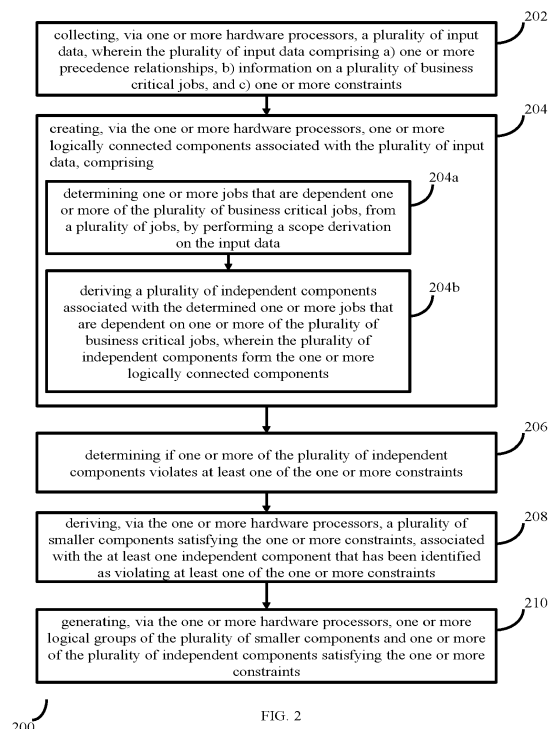 202
collecting, via one or more hardware processors, a plurality of input
data, wherein the plurality of input data comprising a) one or more
precedence relationships, b) information on a plurality of business
critical jobs, and c) one or more constraints
204
creating, via the one or more hardware processors, one or more
logically connected components associated with the plurality of input
data, comprising
204a
determining one or more jobs that are dependent one
or more of the plurality of business critical jobs, from
a plurality of jobs, by performing a scope derivation
on the input data
204b
deriving a plurality of independent components
associated with the determined one or more jobs that
are dependent on one or more of the plurality of
business critical jobs, wherein the plurality of
independent components form the one or more
logically connected components
206
determining if one or more of the plurality of independent
components violates at least one of the one or more constraints
208
deriving, via the one or more hardware processors, a plurality of
smaller components satisfying the one or more constraints, associated
with the at least one independent component that has been identified
as violating at least one of the one or more constraints
210
generating, via the one or more hardware processors, one or more
logical groups of the plurality of smaller components and one or more
of the plurality of independent components satisfying the one or more
constraints
200
FIG. 2